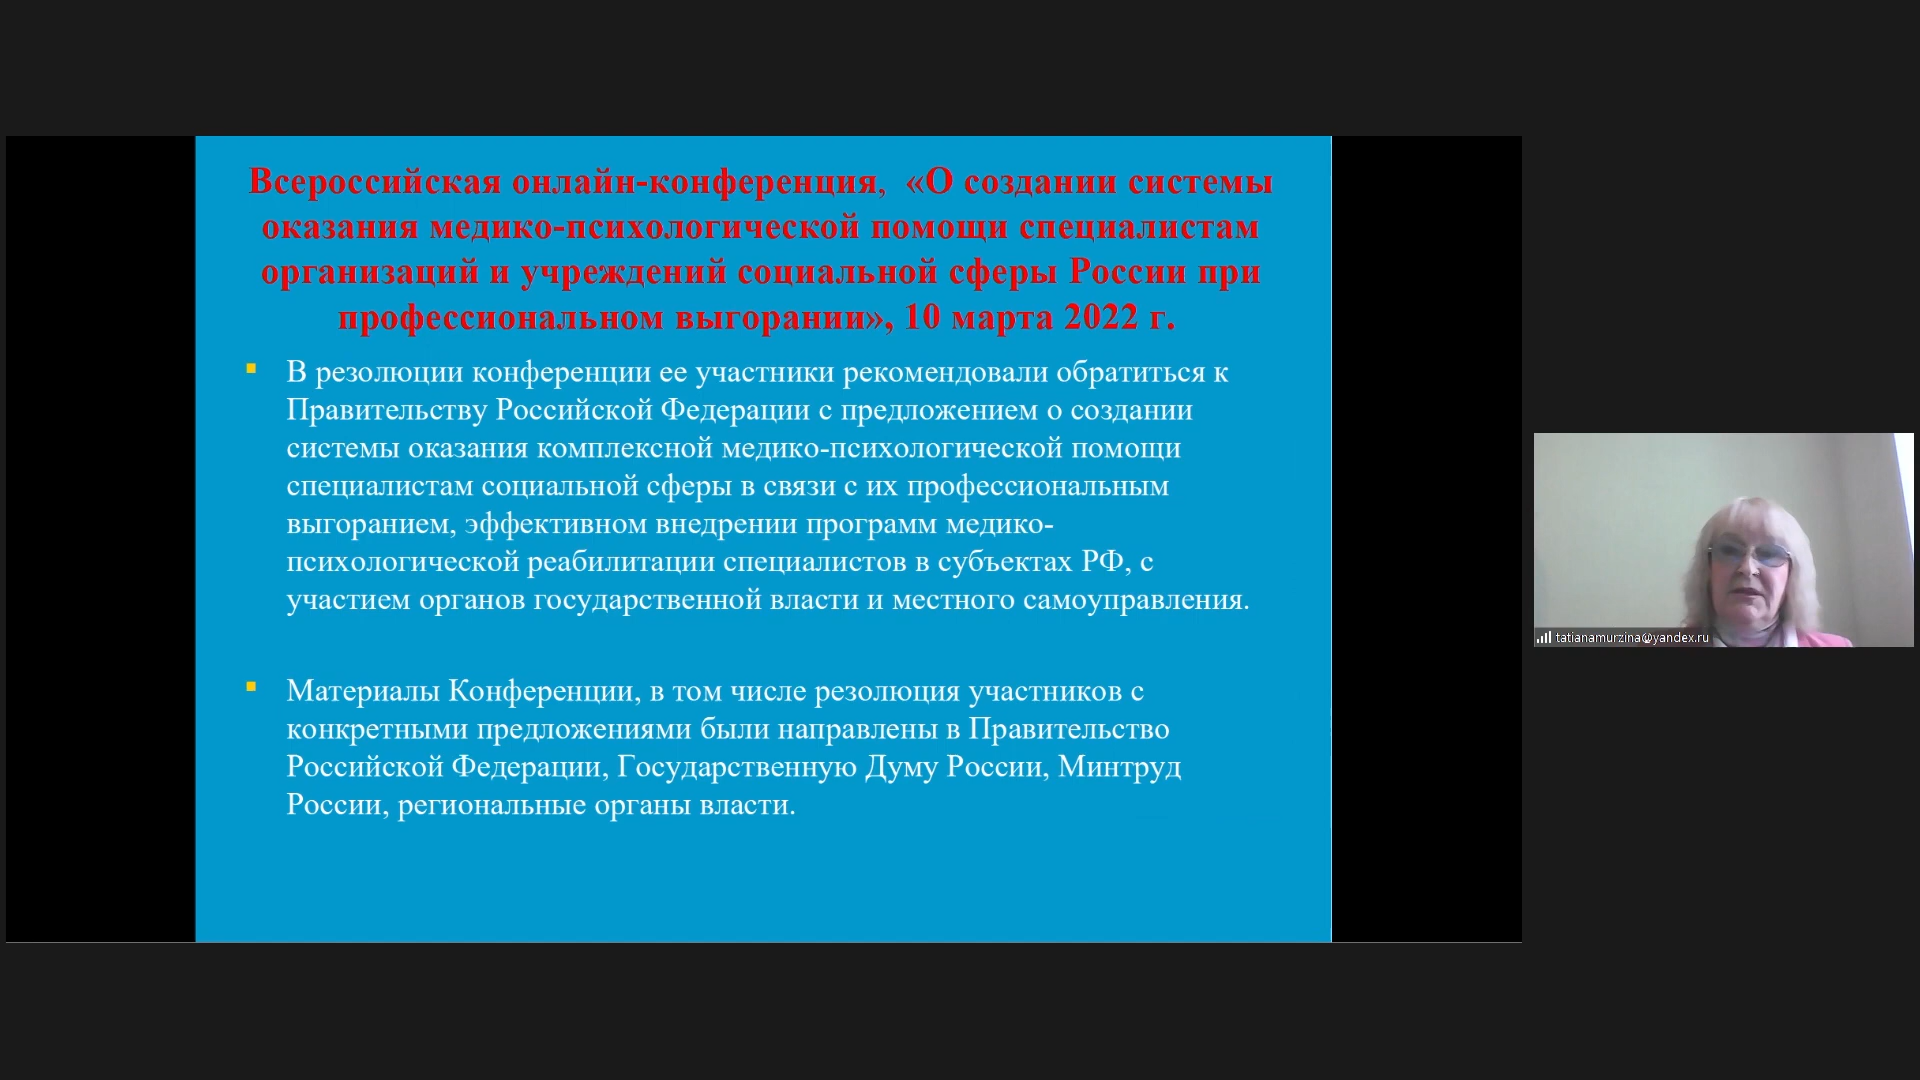 Всероссийская онлайн-конференция,  «О создании системы
оказания медико-психологической помощи специалистам
организаций и учреждений социальной сферы России при
профессиональном выгорании», 10 марта 2022 г.
В резолюции конференции ее участники рекомендовали обратиться к
Правительству Российской Федерации с предложением о создании
системы оказания комплексной медико-психологической помощи
специалистам социальной сферы в связи с их профессиональным
выгоранием, эффективном внедрении программ медико-
психологической реабилитации специалистов в субъектах РФ, с
участием органов государственной власти и местного самоуправления.
Материалы Конференции, в том числе резолюция участников с
конкретными предложениями были направлены в Правительство
Российской Федерации, Государственную Думу России, Минтруд
России, региональные органы власти.
tatianamurzina@yandex.ru